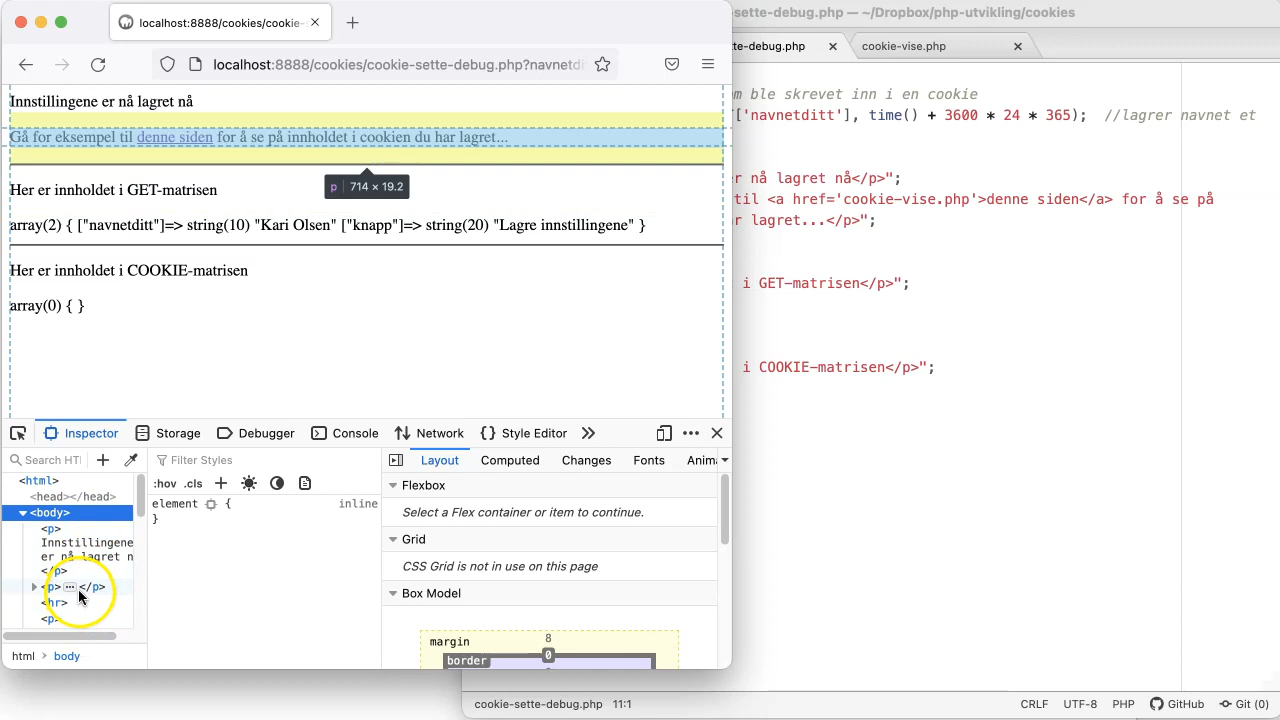 localhost:8888/cookies/cookie-
sette-debug.php — ~/Dropbox/php-utvikling/cookies
te-debug.php
cookie-vise.php
localhost:8888/cookies/cookie-sette-debug.php?navnetdi
Innstillingene er nå lagret nå
Gå for eksempel til denne siden for å se på innholdet i cookien du har lagret...
p 714 × 19.2
Her er innholdet i GET-matrisen
array(2) { ["navnetditt"]=> string(10) "Kari Olsen" ["knapp"]=> string(20) "Lagre innstillingene" }
Her er innholdet i COOKIE-matrisen
array(0) { }
m ble skrevet inn i en cookie
['navnetditt'], time() + 3600 * 24 * 365); //lagrer navnet et
r nå lagret nå</p>";
til <a href='cookie-vise.php'>denne siden</a> for å se på
ar lagret...</p>";
i GET-matrisen</p>";
i COOKIE-matrisen</p>";
Inspector Storage Debugger Console Network {} Style Editor
Search HT
Filter Styles
Layout Computed Changes Fonts Anima
:hov .cls
<html>
<head></head>
<body>
<p>
Innstillingene
er nå lagret n
</p>
<p> ... </p>
<hr>
<p>
element { inline
}
Flexbox
Select a Flex container or item to continue.
Grid
CSS Grid is not in use on this page
Box Model
margin 8
border 0
html > body
cookie-sette-debug.php 11:1
CRLF UTF-8 PHP GitHub Git (0)